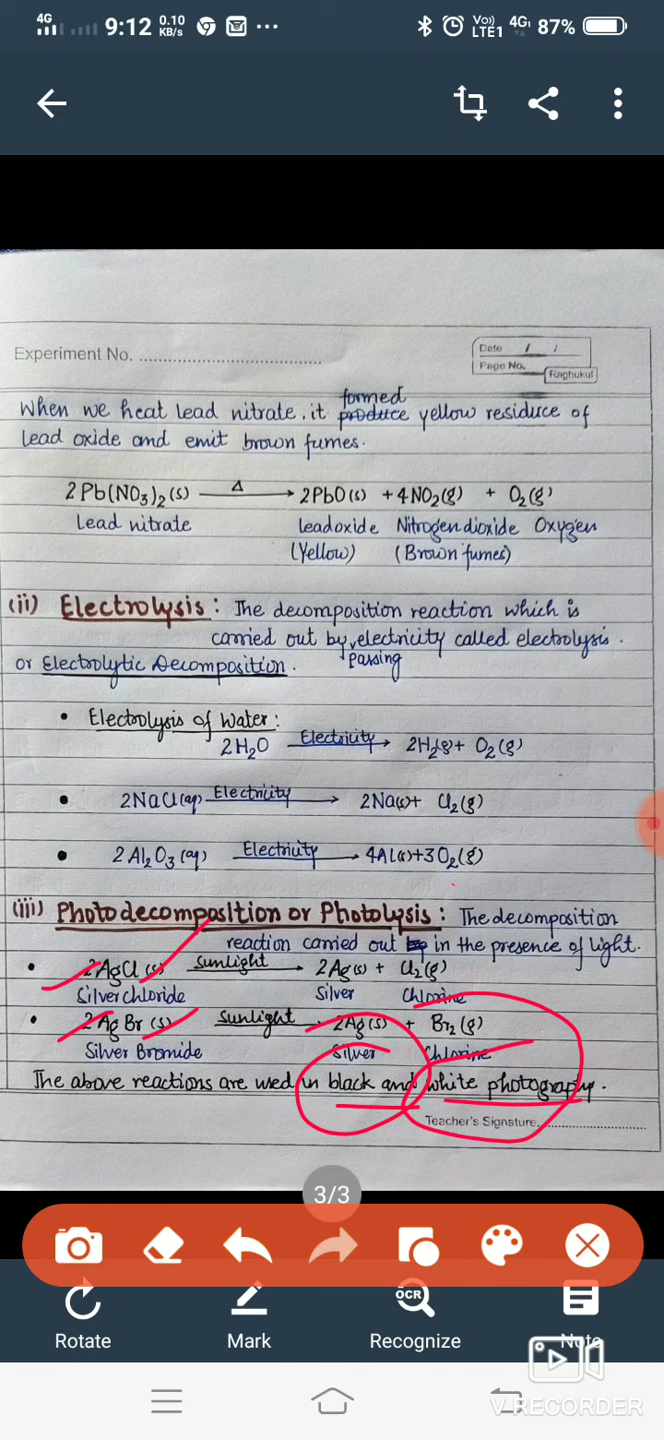 4G 9:12 0.10 KB/s ... Vo)) LTE1 4G 87%
Experiment No.
Date / /
Page No.
Raghukul
formed
When we heat lead nitrate, it produce yellow residuce of
lead oxide and emit brown fumes.
2Pb(NO₃)₂(s) —Δ→ 2PbO(s) + 4NO₂(g) + O₂(g)
Lead nitrate leadoxide Nitrogendioxide Oxygen
(Yellow) (Brown fumes)
(ii) Electrolysis : The decomposition reaction which is
carried out by electricity called electrolysis.
or Electrolytic Decomposition. passing
• Electrolysis of Water:
2H₂O —Electricity→ 2H₂(g)+ O₂(g)
• 2NaCl(aq) —Electricity→ 2Na(s)+ Cl₂(g)
• 2Al₂O₃(aq) —Electricity→ 4Al(s)+3O₂(g)
(iii) Photodecomposition or Photolysis : The decomposition
reaction carried out in the presence of light.
• 2AgCl(s) —Sunlight→ 2Ag(s) + Cl₂(g)
Silver chloride Silver Chlorine
• 2AgBr(s) —Sunlight→ 2Ag(s) + Br₂(g)
Silver Bromide Silver Chlorine
The above reactions are used in black and white photography.
Teacher's Signature
3/3
OCR
Rotate Mark Recognize Note
V RECORDER